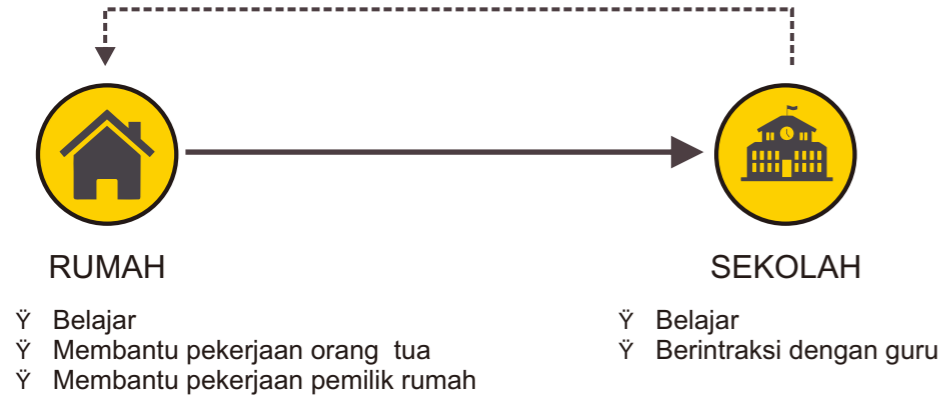 RUMAH
Ÿ Belajar
Ÿ Membantu pekerjaan orang tua
Ÿ Membantu pekerjaan pemilik rumah
SEKOLAH
Ÿ Belajar
Ÿ Berintraksi dengan guru